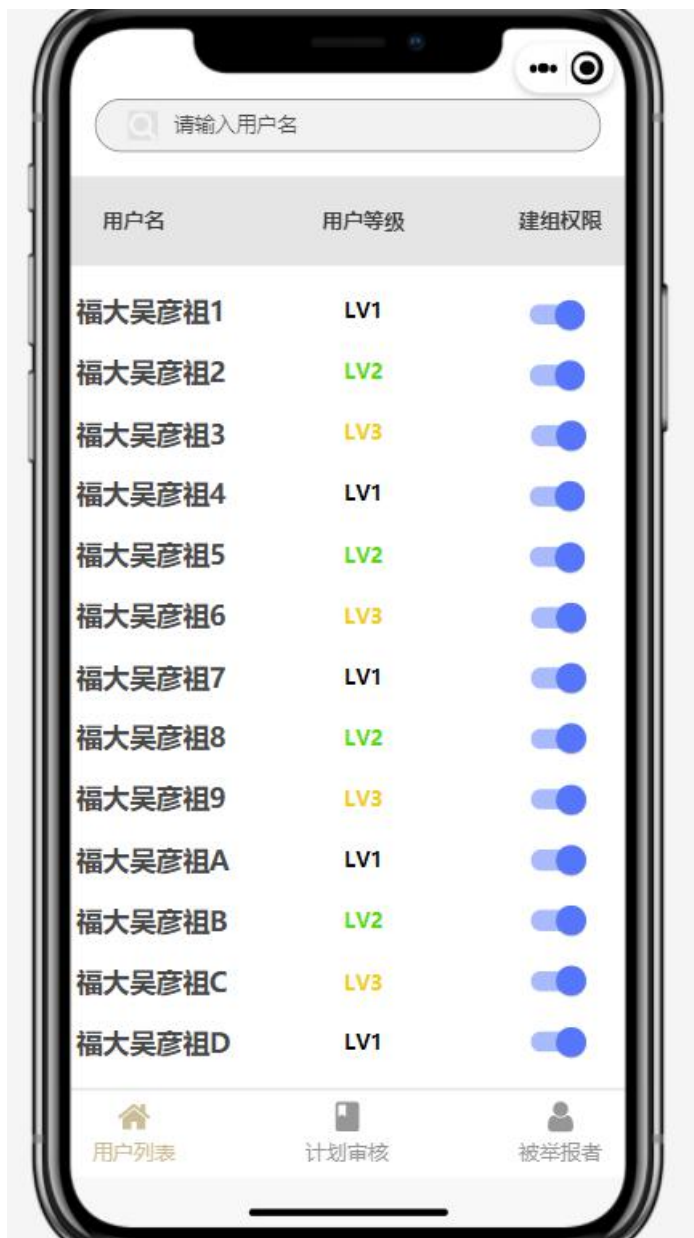 请输入用户名
用户名 用户等级 建组权限
福大吴彦祖1 LV1
福大吴彦祖2 LV2
福大吴彦祖3 LV3
福大吴彦祖4 LV1
福大吴彦祖5 LV2
福大吴彦祖6 LV3
福大吴彦祖7 LV1
福大吴彦祖8 LV2
福大吴彦祖9 LV3
福大吴彦祖A LV1
福大吴彦祖B LV2
福大吴彦祖C LV3
福大吴彦祖D LV1
用户列表 计划审核 被举报者